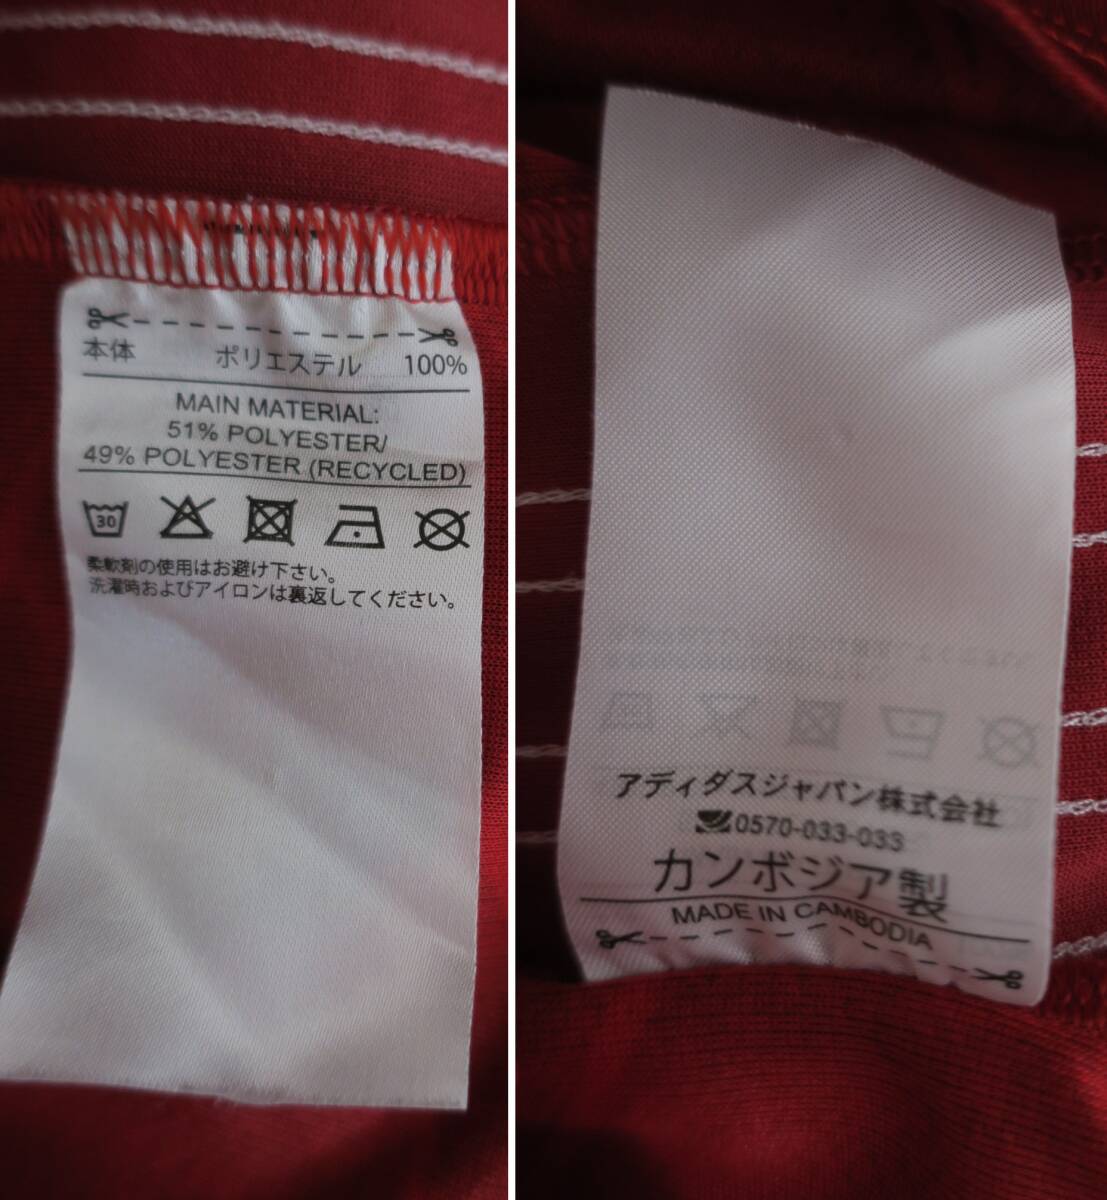 本体 ポリエステル 100%
MAIN MATERIAL:
51% POLYESTER/
49% POLYESTER (RECYCLED)
30
柔軟剤の使用はお避け下さい。
洗濯時およびアイロンは裏返してください。
アディダスジャパン株式会社
0570-033-033
カンボジア製
MADE IN CAMBODIA